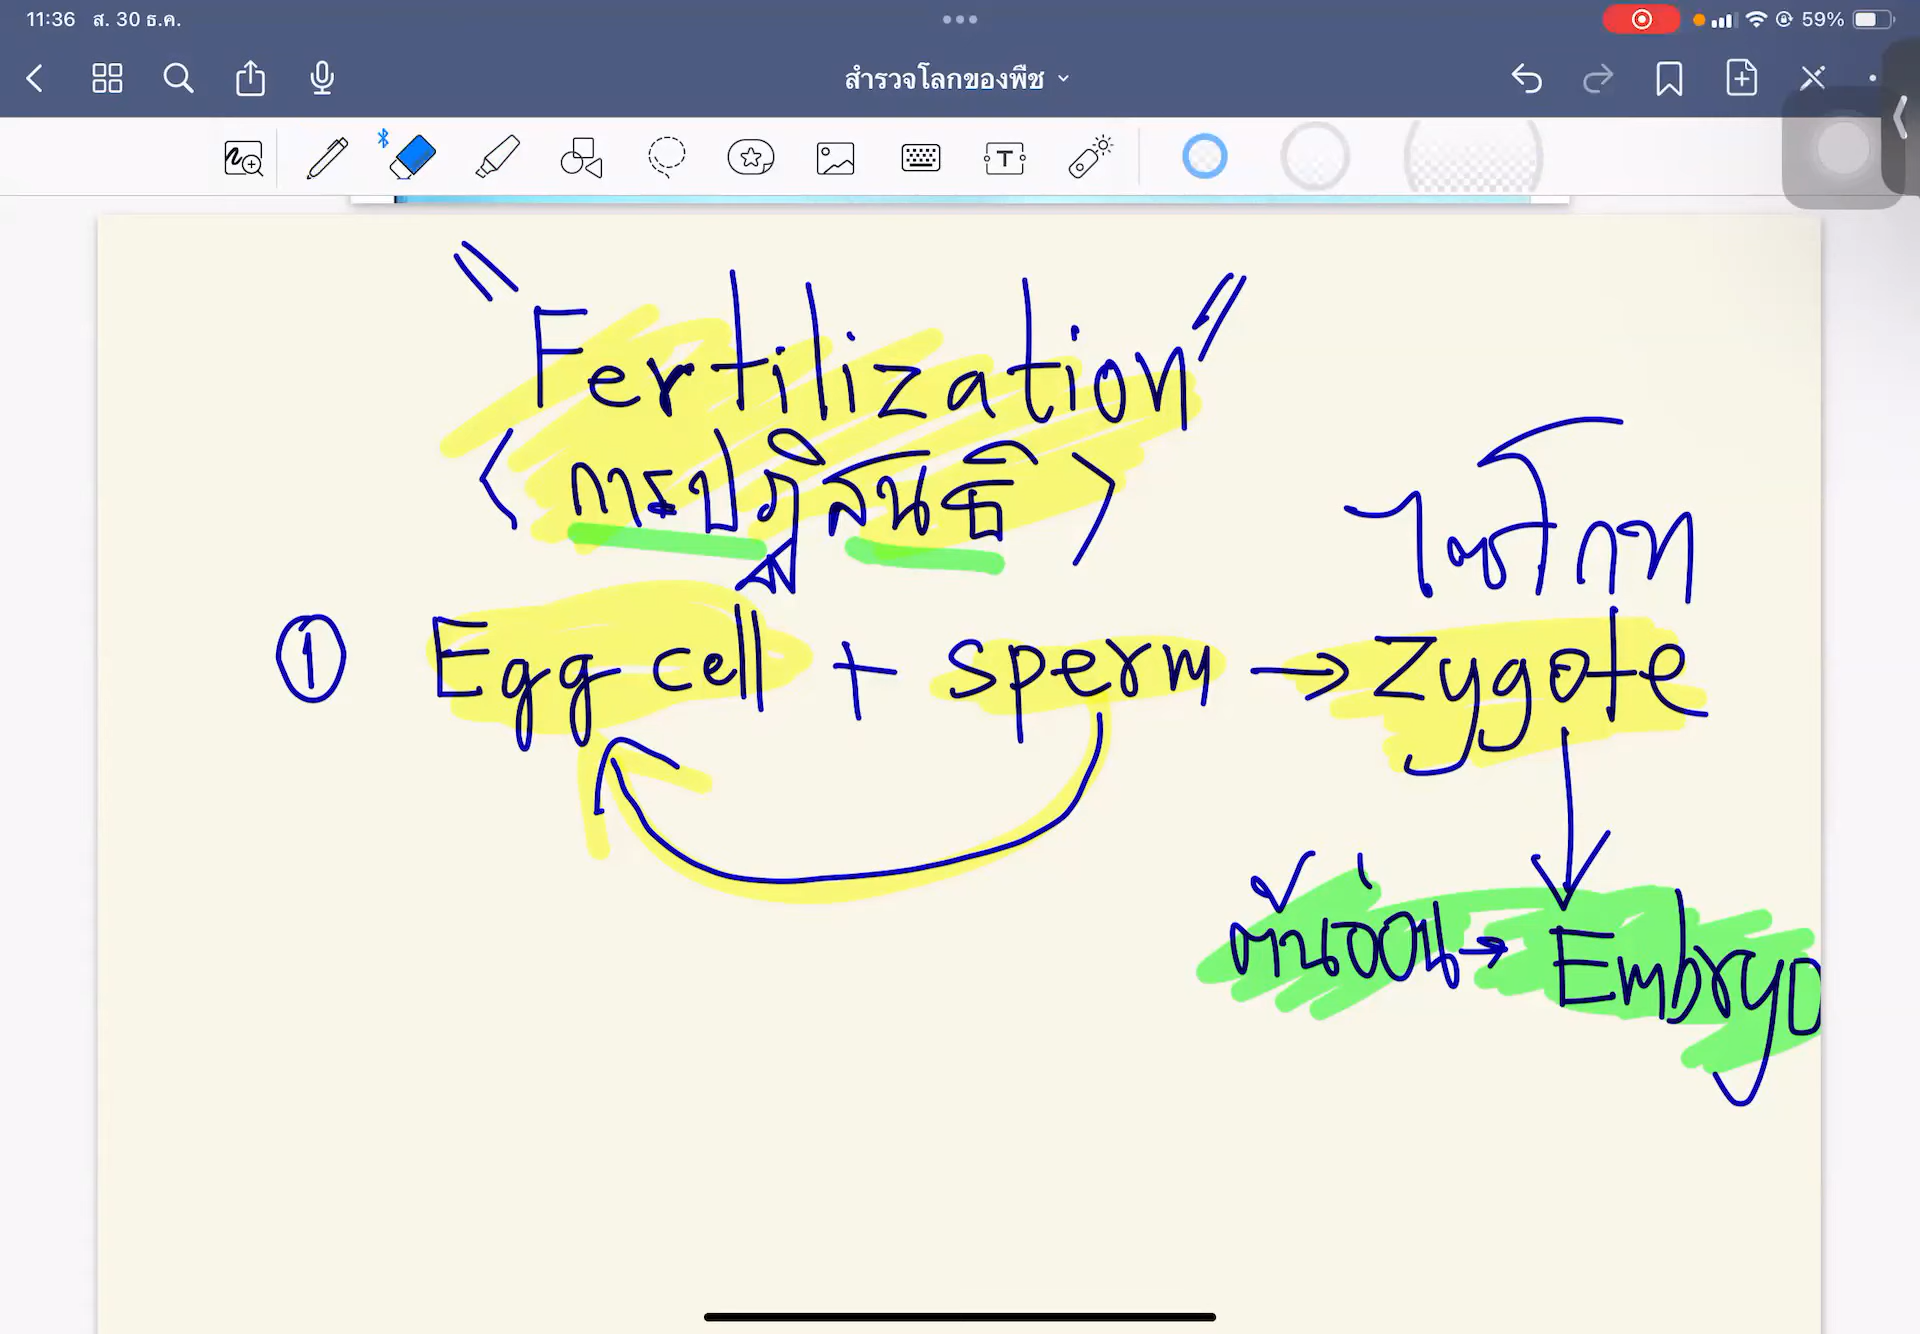 11:36 ส. 30 ธ.ค. 59%
สำรวจโลกของพืช
T
"Fertilization"
<การปฏิสนธิ>
ไซโกท
① Egg cell + sperm → Zygote
ต้นอ่อน → Embryo